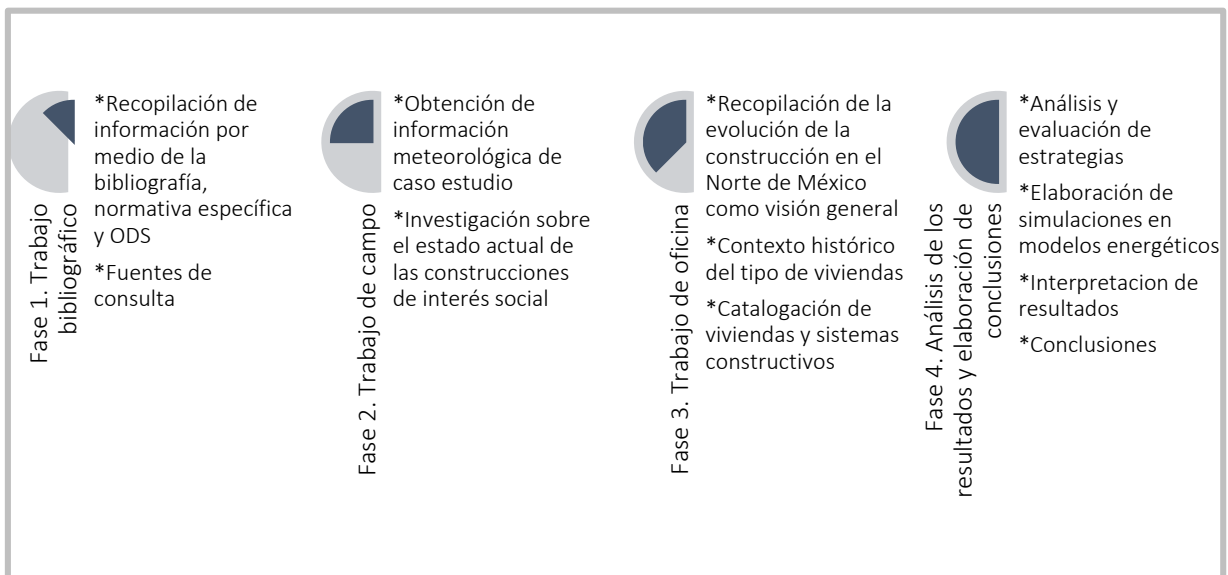 Fase 1. Trabajo
bibliográfico
*Recopilación de
información por
medio de la
bibliografía,
normativa específica
y ODS
*Fuentes de
consulta
Fase 2. Trabajo de campo
*Obtención de
información
meteorológica de
caso estudio
*Investigación sobre
el estado actual de
las construcciones
de interés social
Fase 3. Trabajo de oficina
*Recopilación de la
evolución de la
construcción en el
Norte de México
como visión general
*Contexto histórico
del tipo de viviendas
*Catalogación de
viviendas y sistemas
constructivos
Fase 4. Análisis de los
resultados y elaboración de
conclusiones
*Análisis y
evaluación de
estrategias
*Elaboración de
simulaciones en
modelos energéticos
*Interpretacion de
resultados
*Conclusiones